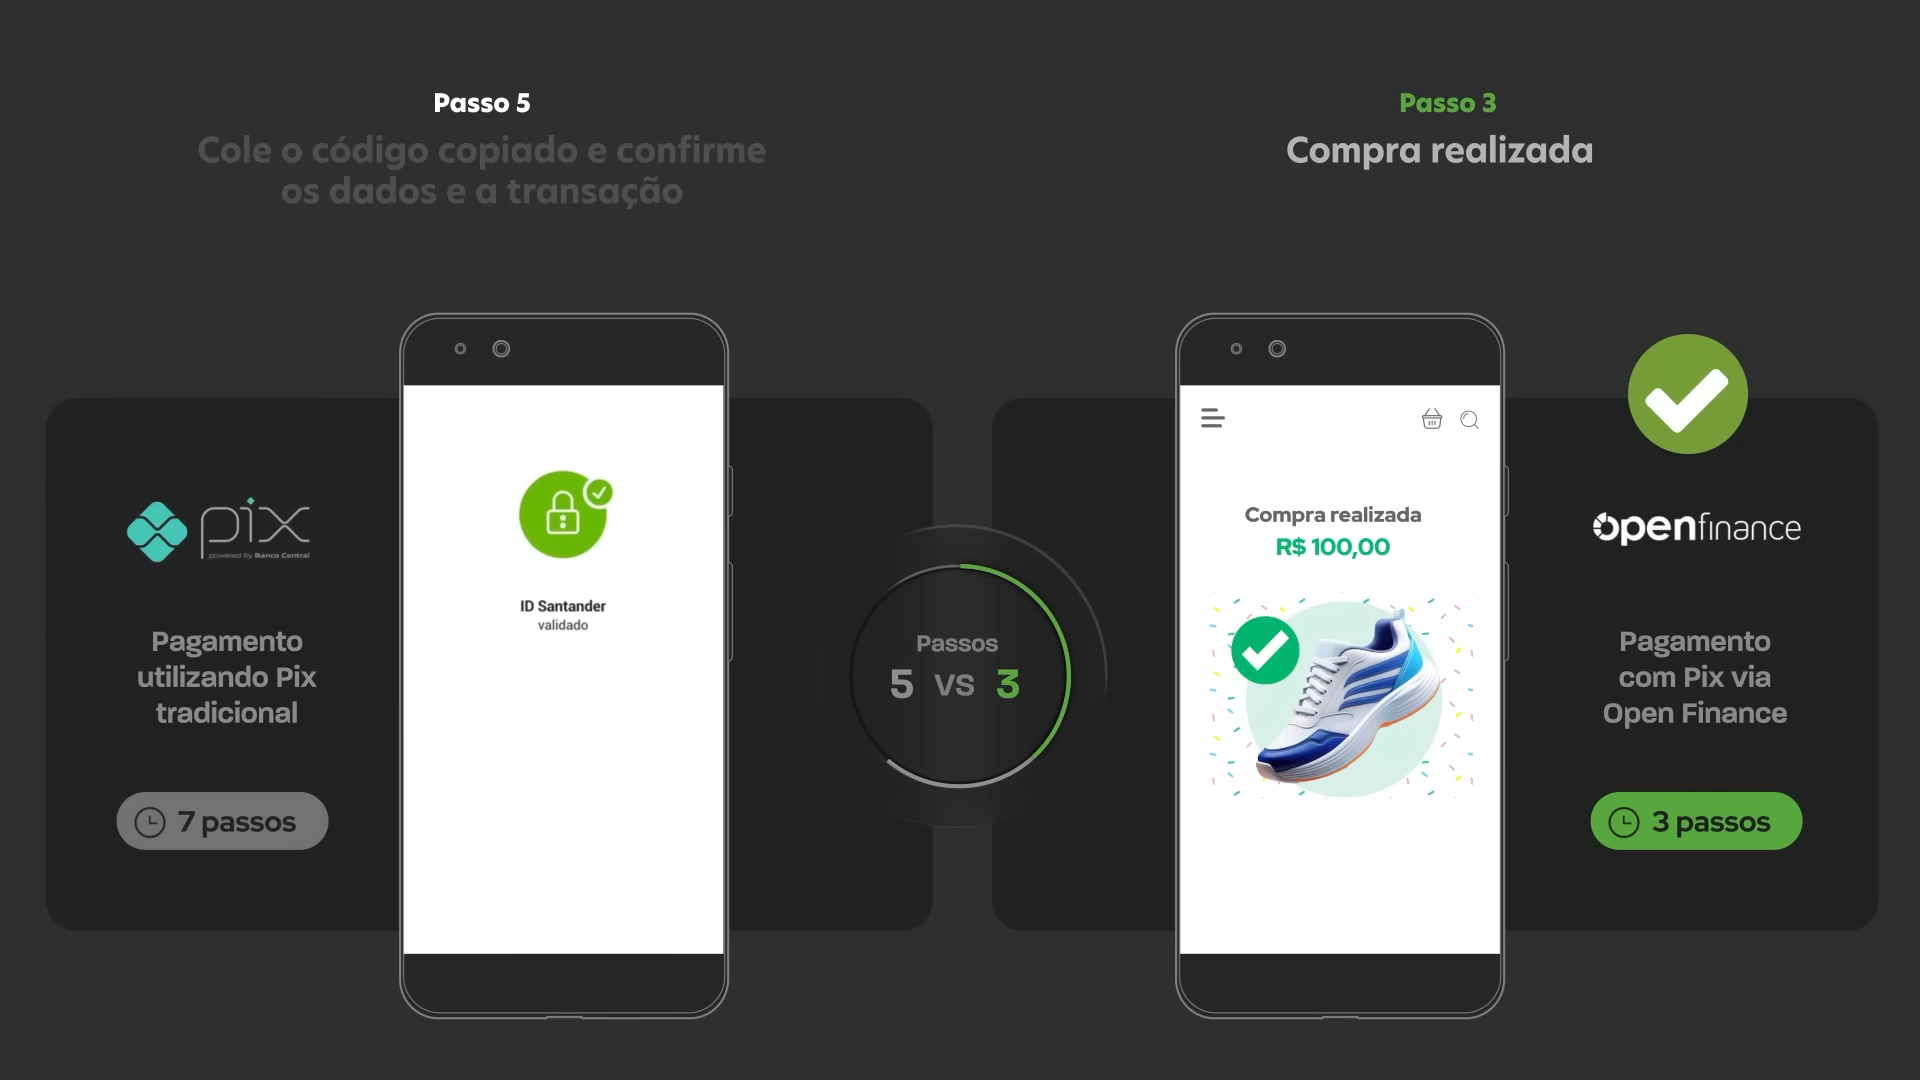 Passo 5
Cole o código copiado e confirme
os dados e a transação
Passo 3
Compra realizada
pix
powered by Banco Central
Pagamento
utilizando Pix
tradicional
7 passos
ID Santander
validado
Passos
5 VS 3
Compra realizada
R$ 100,00
openfinance
Pagamento
com Pix via
Open Finance
3 passos